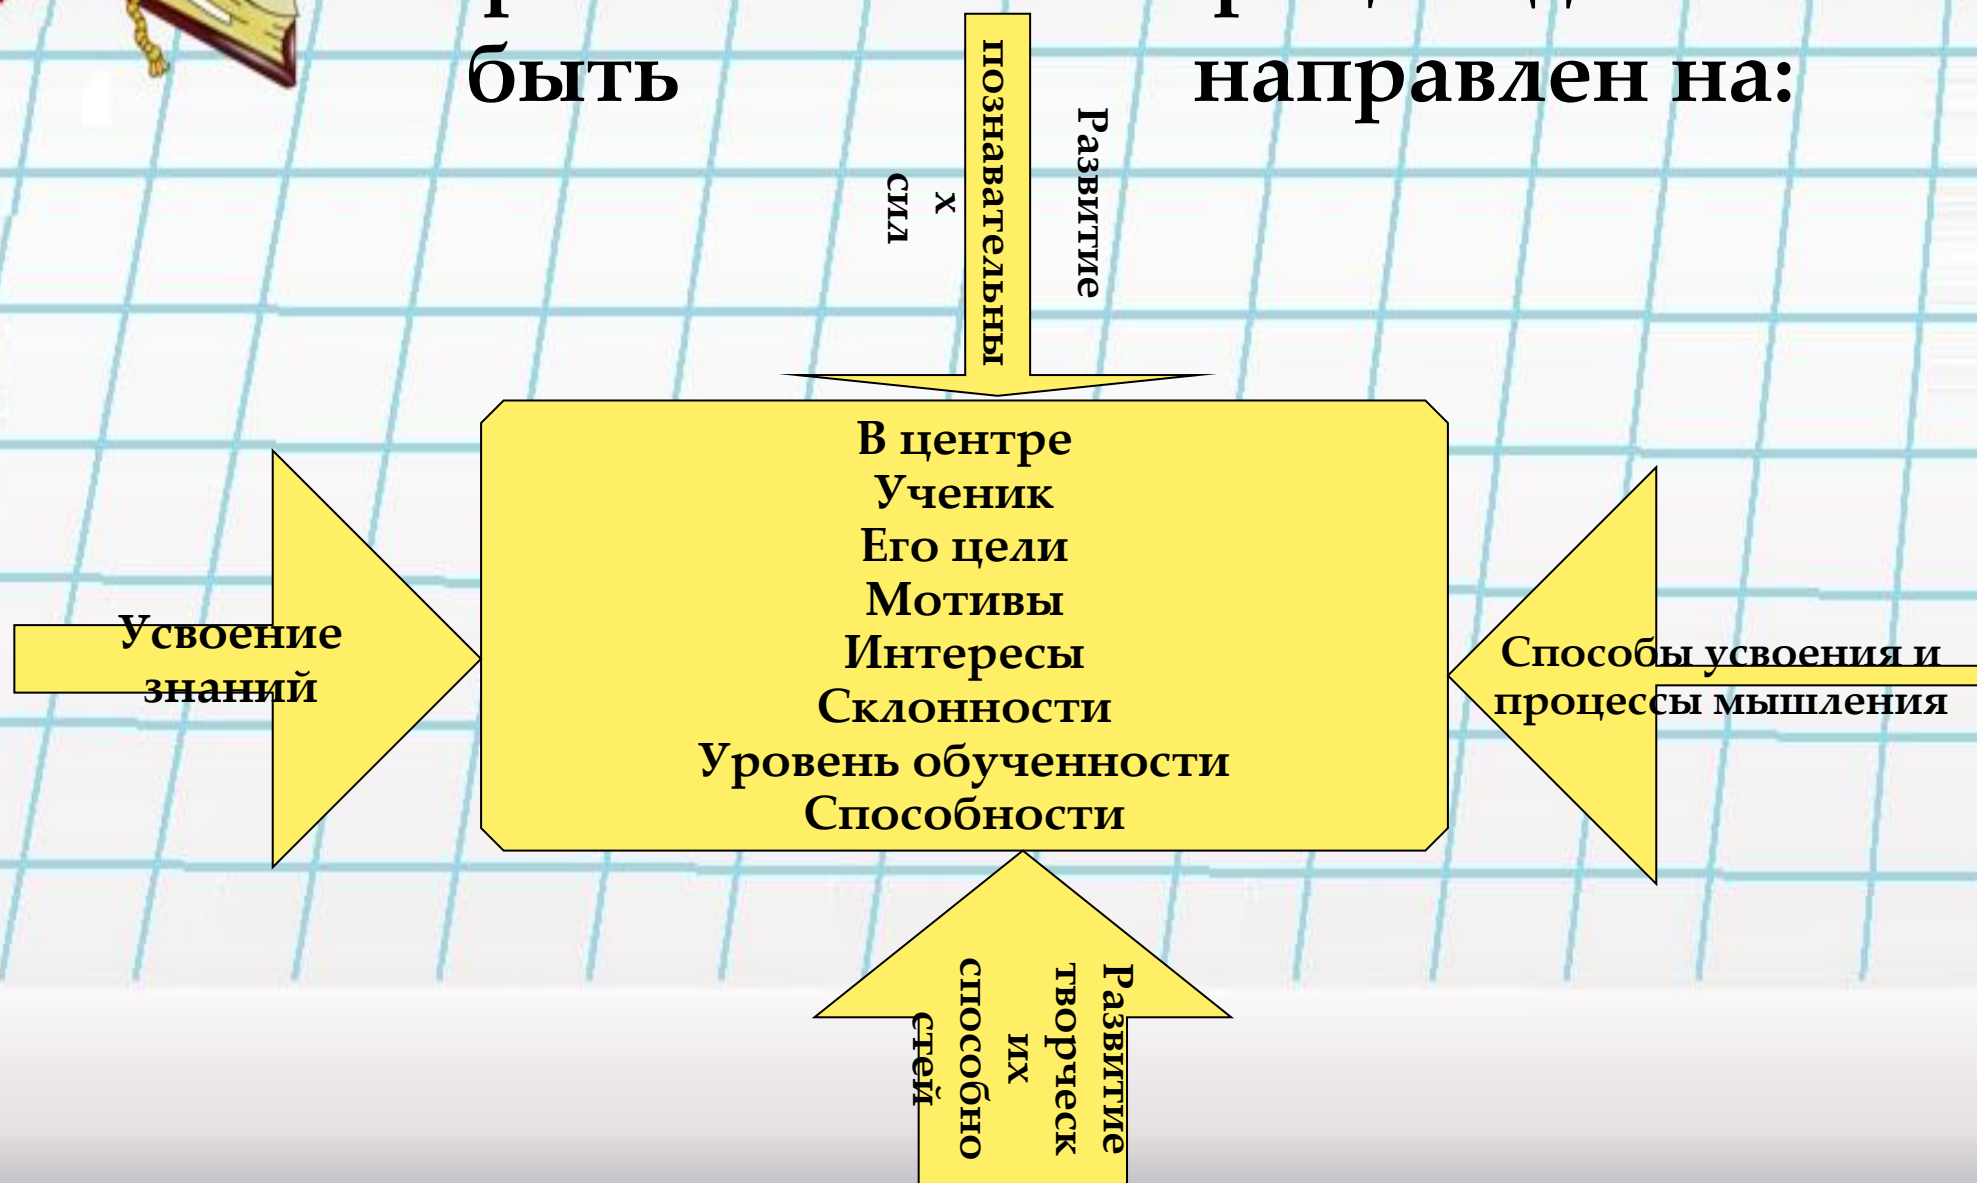 быть направлен на:
Развитие
познавательны
х
сил
В центре
Ученик
Его цели
Мотивы
Интересы
Склонности
Уровень обученности
Способности
Усвоение
знаний
Способы усвоения и
процессы мышления
Развитие
творческ
их
способно
стей